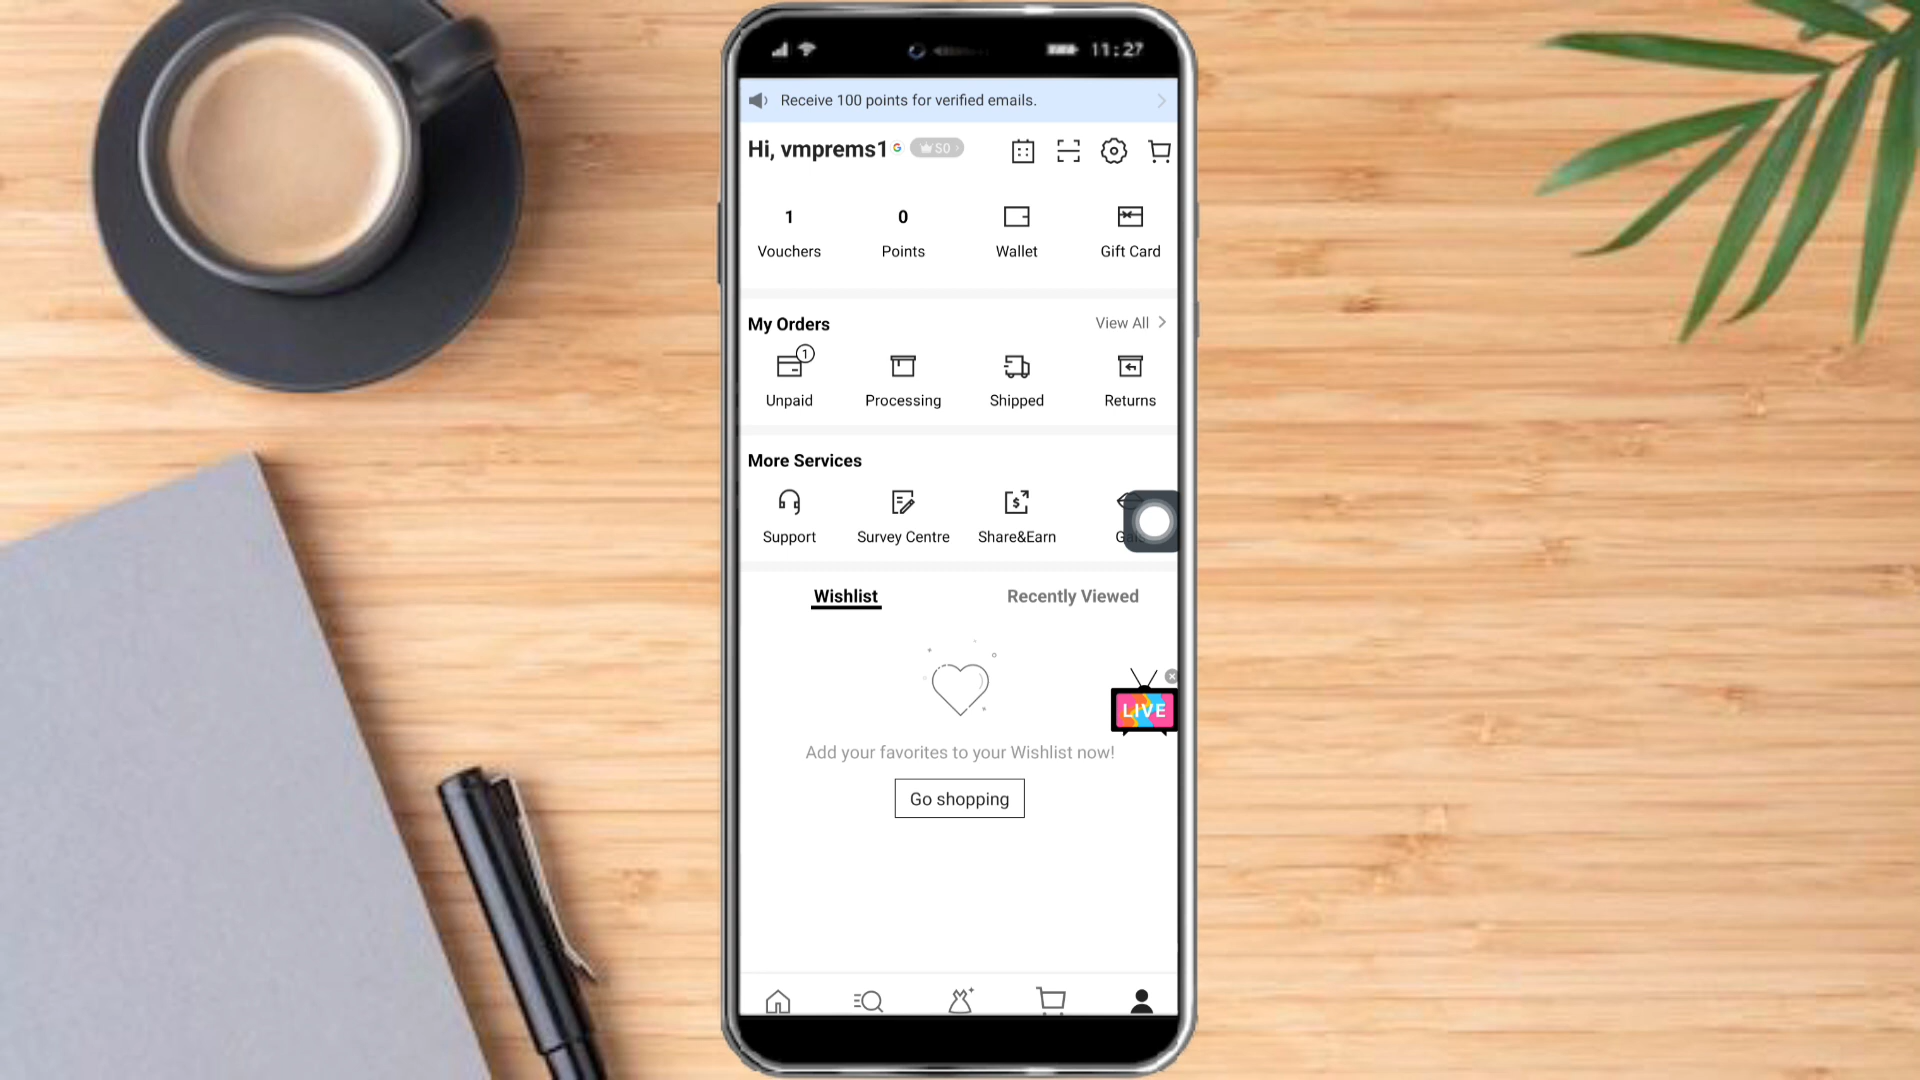 11:27
Receive 100 points for verified emails.
Hi, vmprems1 G S0
1 0
Vouchers Points Wallet Gift Card
My Orders View All
1
Unpaid Processing Shipped Returns
More Services
$
Support Survey Centre Share&Earn
Wishlist Recently Viewed
LIVE
Add your favorites to your Wishlist now!
Go shopping